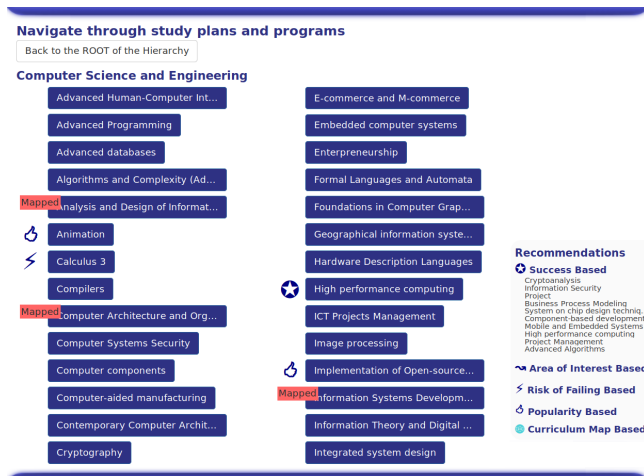 Navigate through study plans and programs
Back to the ROOT of the Hierarchy
Computer Science and Engineering
Advanced Human-Computer Int...
Advanced Programming
Advanced databases
Algorithms and Complexity (Ad...
Mapped
Analysis and Design of Informat...
Animation
Calculus 3
Compilers
Mapped
Computer Architecture and Org...
Computer Systems Security
Computer components
Computer-aided manufacturing
Contemporary Computer Archit...
Cryptography
E-commerce and M-commerce
Embedded computer systems
Enterpreneurship
Formal Languages and Automata
Foundations in Computer Grap...
Geographical information syste...
Hardware Description Languages
High performance computing
ICT Projects Management
Image processing
Implementation of Open-source...
Mapped
Information Systems Developm...
Information Theory and Digital ...
Integrated system design
Recommendations
Success Based
Cryptoanalysis
Information Security
Project
Business Process Modeling
System on chip design techniq.
Component-based development
Mobile and Embedded Systems
High performance computing
Project Management
Advanced Algorithms
Area of Interest Based
Risk of Failing Based
Popularity Based
Curriculum Map Based